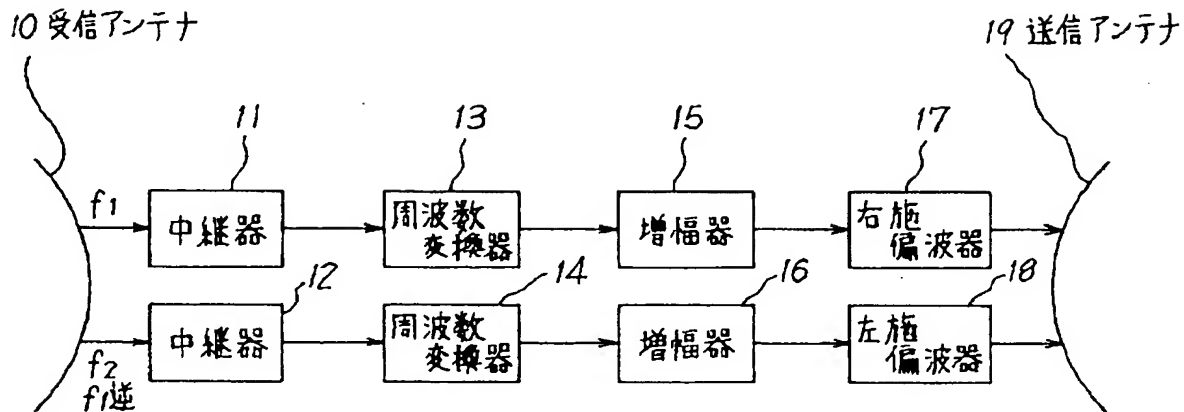 10 受信アンテナ
19 送信アンテナ
11
13
15
17
f1
中継器
周波数
変換器
増幅器
右施
偏波器
12
14
16
18
f2
f1逆
中継器
周波数
変換器
増幅器
左施
偏波器